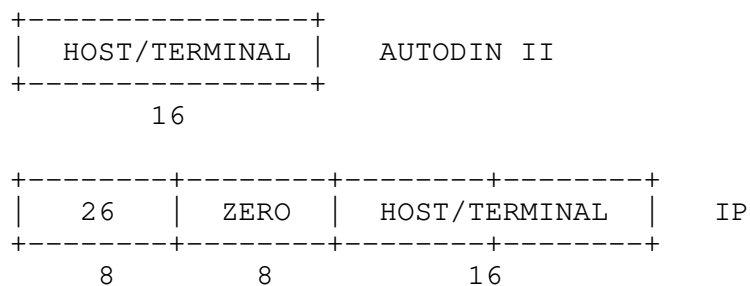 +----------------+
| HOST/TERMINAL | AUTODIN II
+----------------+
16
+--------+--------+--------+--------+
| 26 | ZERO | HOST/TERMINAL | IP
+--------+--------+--------+--------+
8 8 16